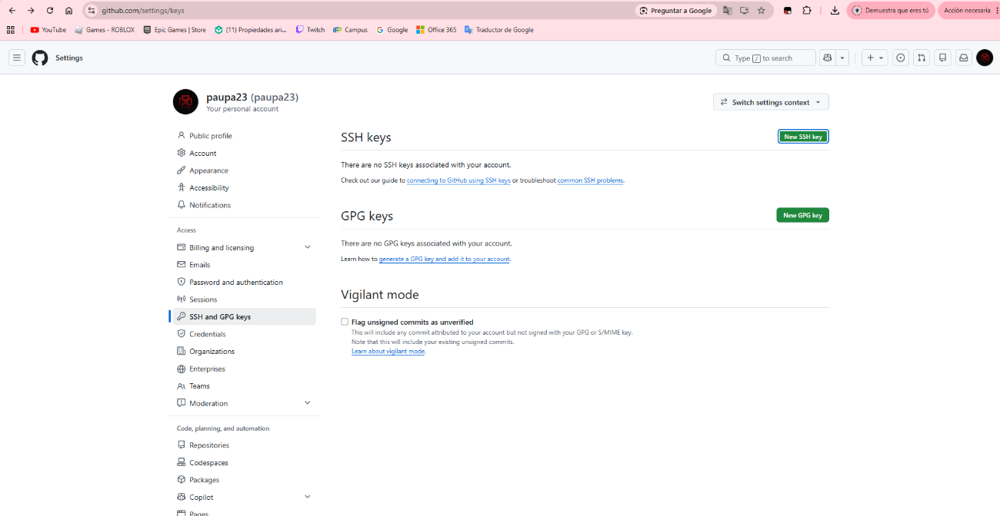 github.com/settings/keys
Preguntar a Google
Demuestra que eres tú
Acción necesaria
YouTube
Games - ROBLOX
Epic Games | Store
(11) Propiedades ari...
Twitch
Campus
Google
Office 365
Traductor de Google
Settings
Type / to search
paupa23 (paupa23)
Your personal account
Switch settings context
Public profile
Account
Appearance
Accessibility
Notifications
Access
Billing and licensing
Emails
Password and authentication
Sessions
SSH and GPG keys
Credentials
Organizations
Enterprises
Teams
Moderation
Code, planning, and automation
Repositories
Codespaces
Packages
Copilot
Pages
SSH keys
New SSH key
There are no SSH keys associated with your account.
Check out our guide to connecting to GitHub using SSH keys or troubleshoot common SSH problems.
GPG keys
New GPG key
There are no GPG keys associated with your account.
Learn how to generate a GPG key and add it to your account.
Vigilant mode
Flag unsigned commits as unverified
This will include any commit attributed to your account but not signed with your GPG or S/MIME key.
Note that this will include your existing unsigned commits.
Learn about vigilant mode.